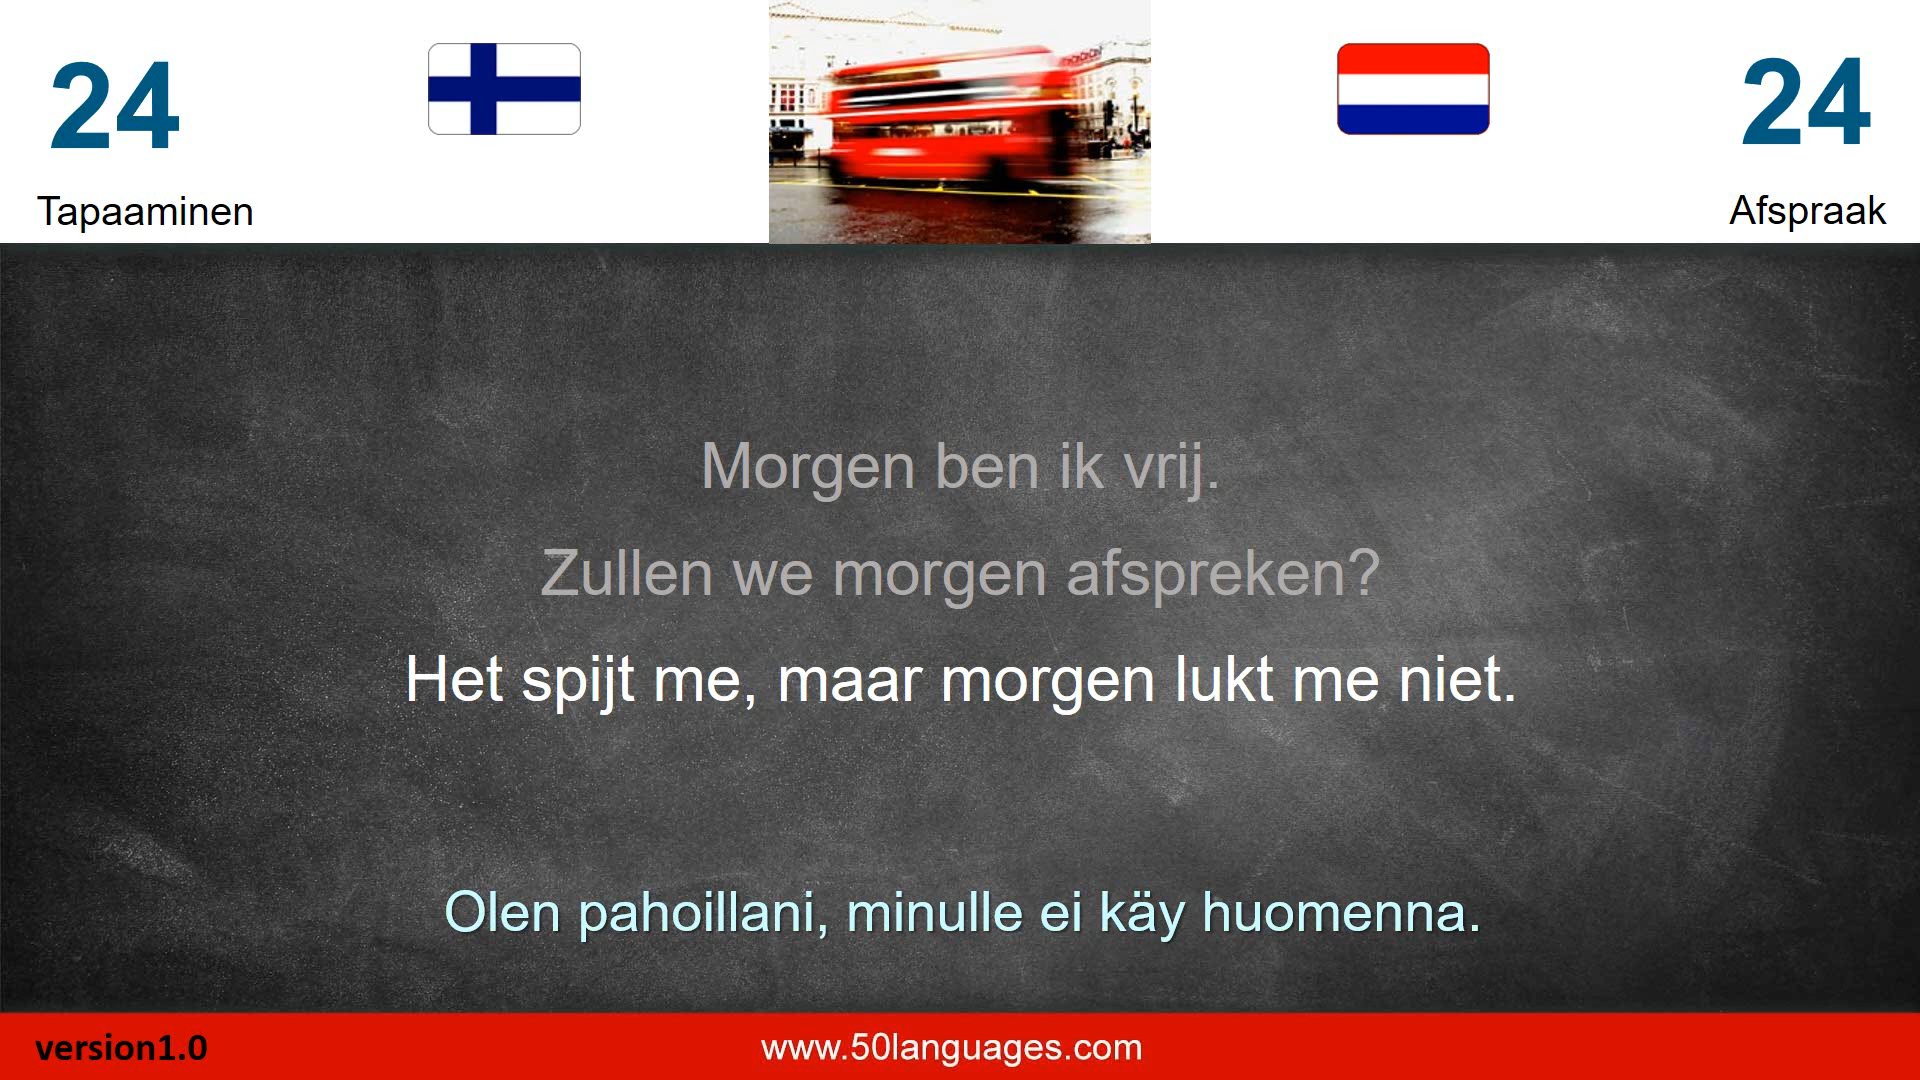 24
24
Tapaaminen
Afspraak
Morgen ben ik vrij.
Zullen we morgen afspreken?
Het spijt me, maar morgen lukt me niet.
Olen pahoillani, minulle ei käy huomenna.
version1.0
www.50languages.com